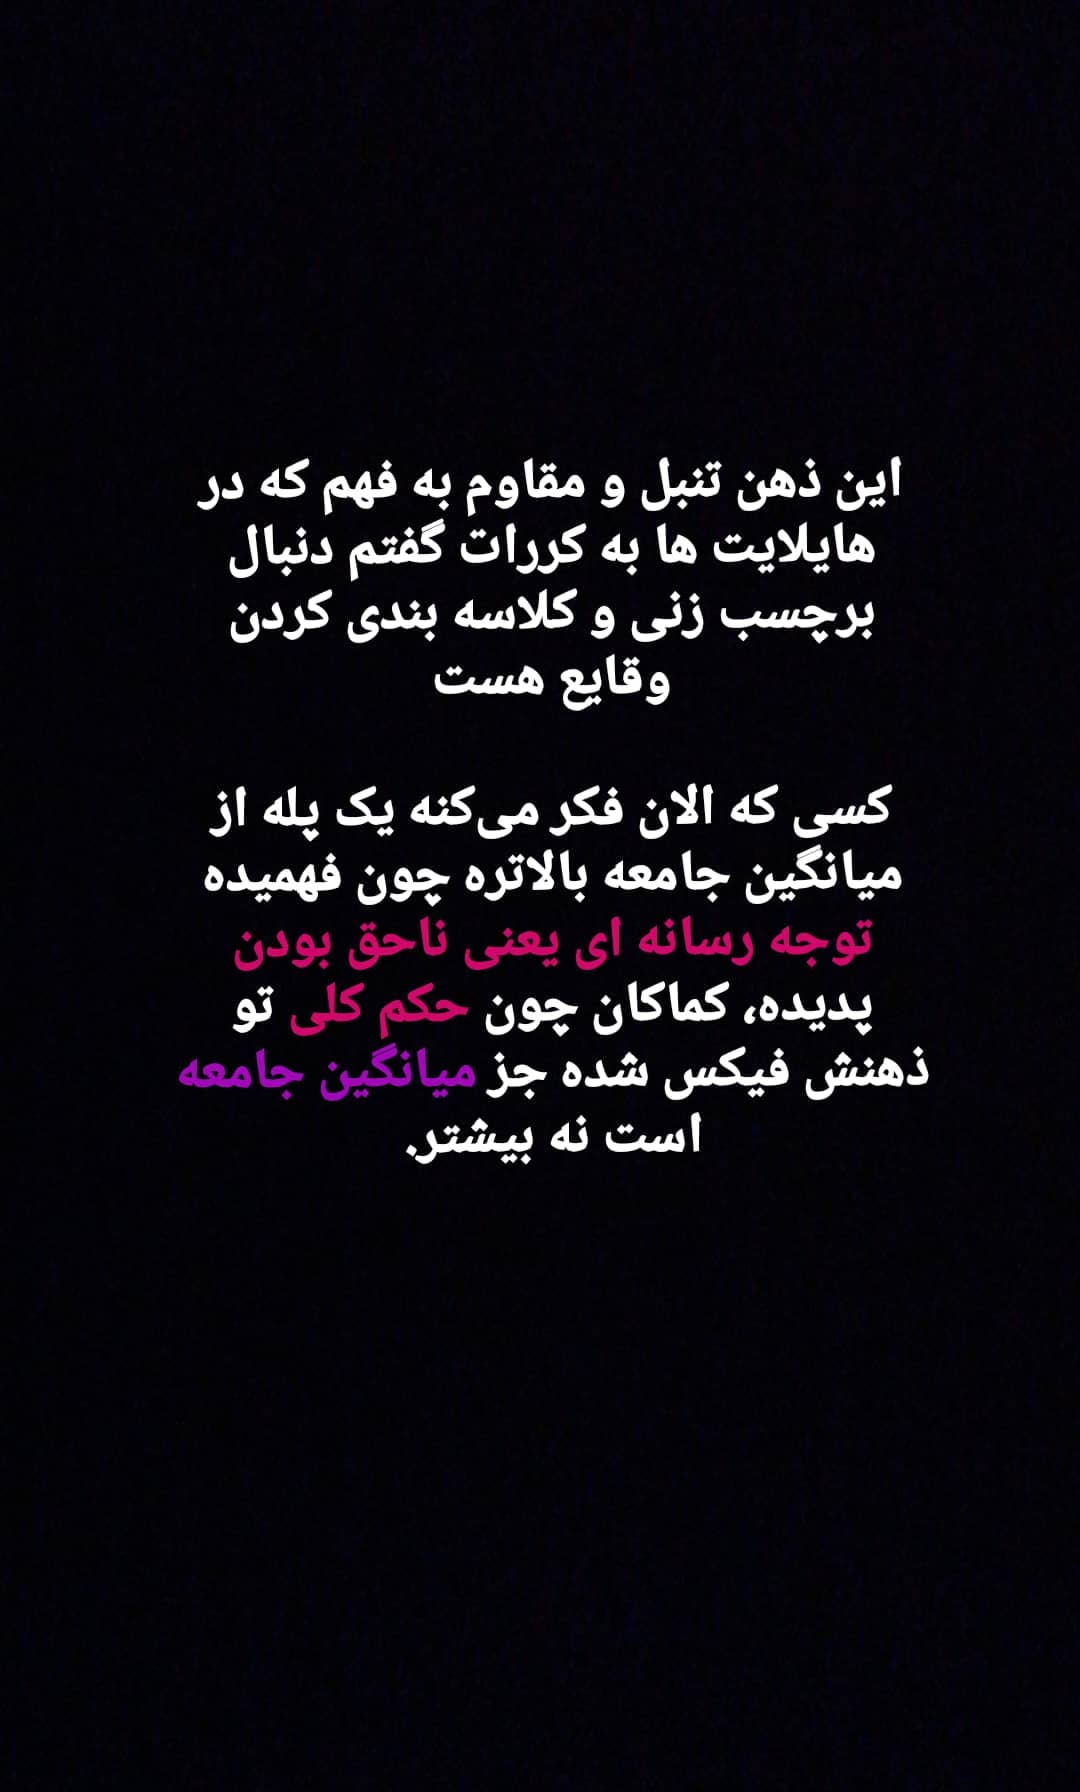 این ذهن تنبل و مقاوم به فهم که در
هایلایت ها به کررات گفتم دنبال
برچسب زنی و کلاسه بندی کردن
وقایع هست
کسی که الان فکر می‌کنه یک پله از
میانگین جامعه بالاتره چون فهمیده
توجه رسانه ای یعنی ناحق بودن
پدیده، کماکان چون حکم کلی تو
ذهنش فیکس شده جز میانگین جامعه
است نه بیشتر.